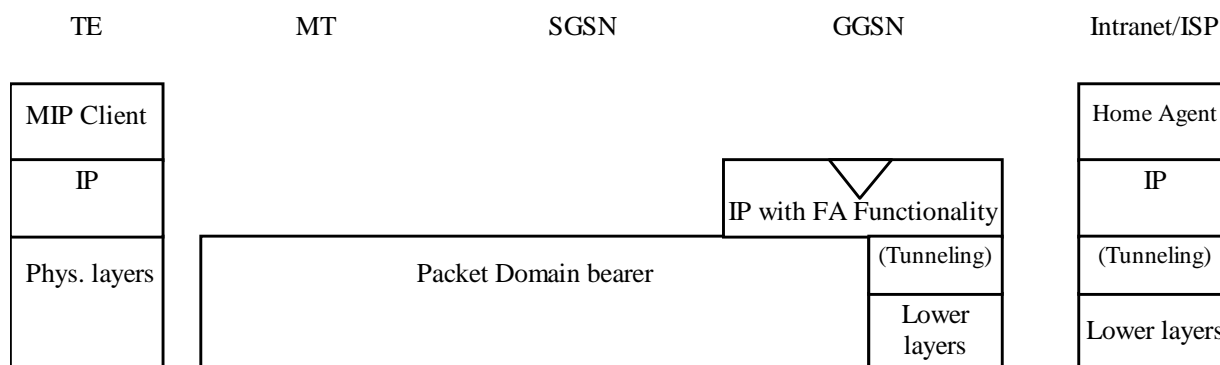 TE MT SGSN GGSN Intranet/ISP
MIP Client
Home Agent
IP
IP
IP with FA Functionality
Phys. layers
Packet Domain bearer
(Tunneling)
(Tunneling)
Lower
layers
Lower layers